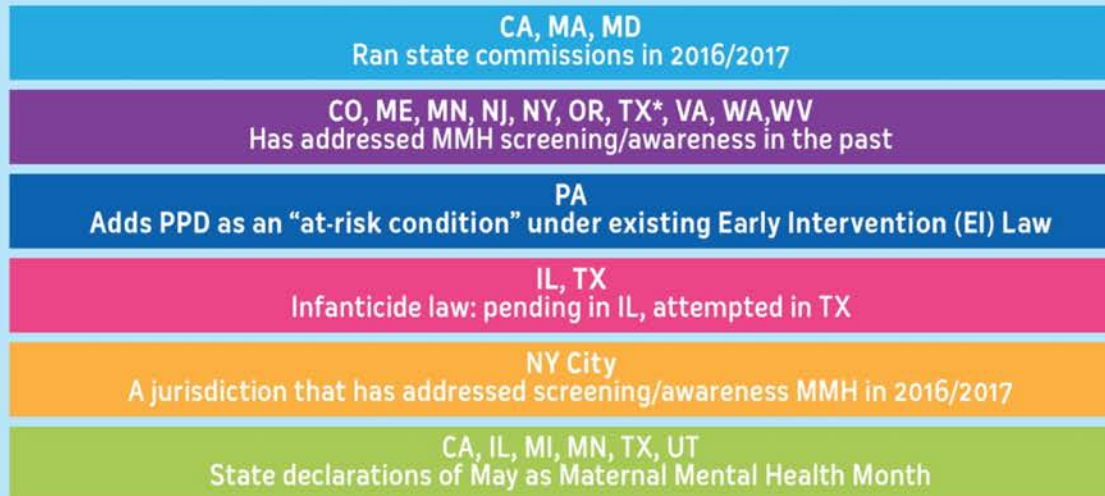 CA, MA, MD
Ran state commissions in 2016/2017
CO, ME, MN, NJ, NY, OR, TX*, VA, WA,WV
Has addressed MMH screening/awareness in the past
PA
Adds PPD as an “at-risk condition” under existing Early Intervention (EI) Law
IL, TX
Infanticide law: pending in IL, attempted in TX
NY City
A jurisdiction that has addressed screening/awareness MMH in 2016/2017
CA, IL, MI, MN, TX, UT
State declarations of May as Maternal Mental Health Month